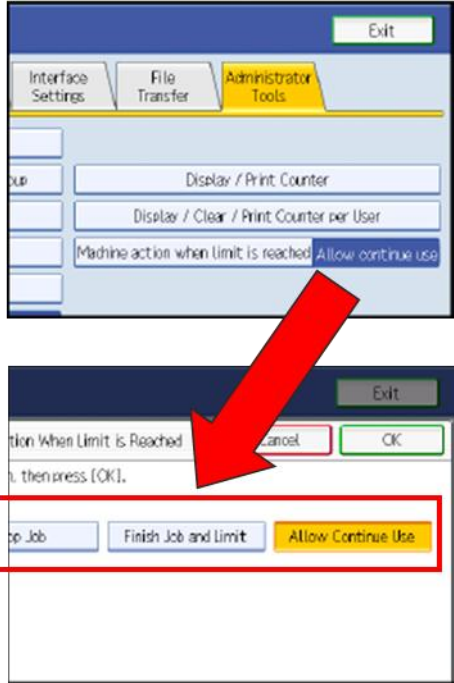 Exit
Interface
Settings
File
Transfer
Administrator
Tools
Display / Print Counter
Display / Clear / Print Counter per User
Machine action when limit is reached Allow continue use
Exit
When Limit is Reached
OK
then press [OK].
Job
Finish Job and Limit
Allow Continue Use